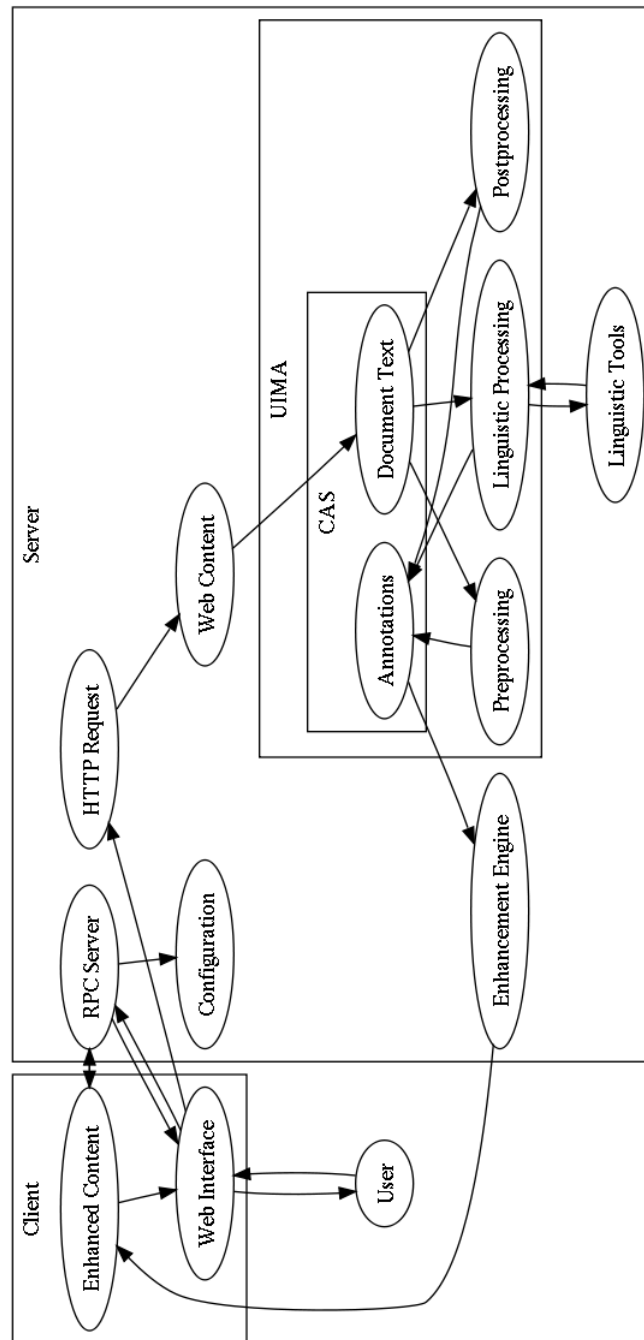 Client
Enhanced Content
Web Interface
User
Server
RPC Server
Configuration
HTTP Request
Web Content
Enhancement Engine
UIMA
CAS
Annotations
Document Text
Preprocessing
Linguistic Processing
Postprocessing
Linguistic Tools